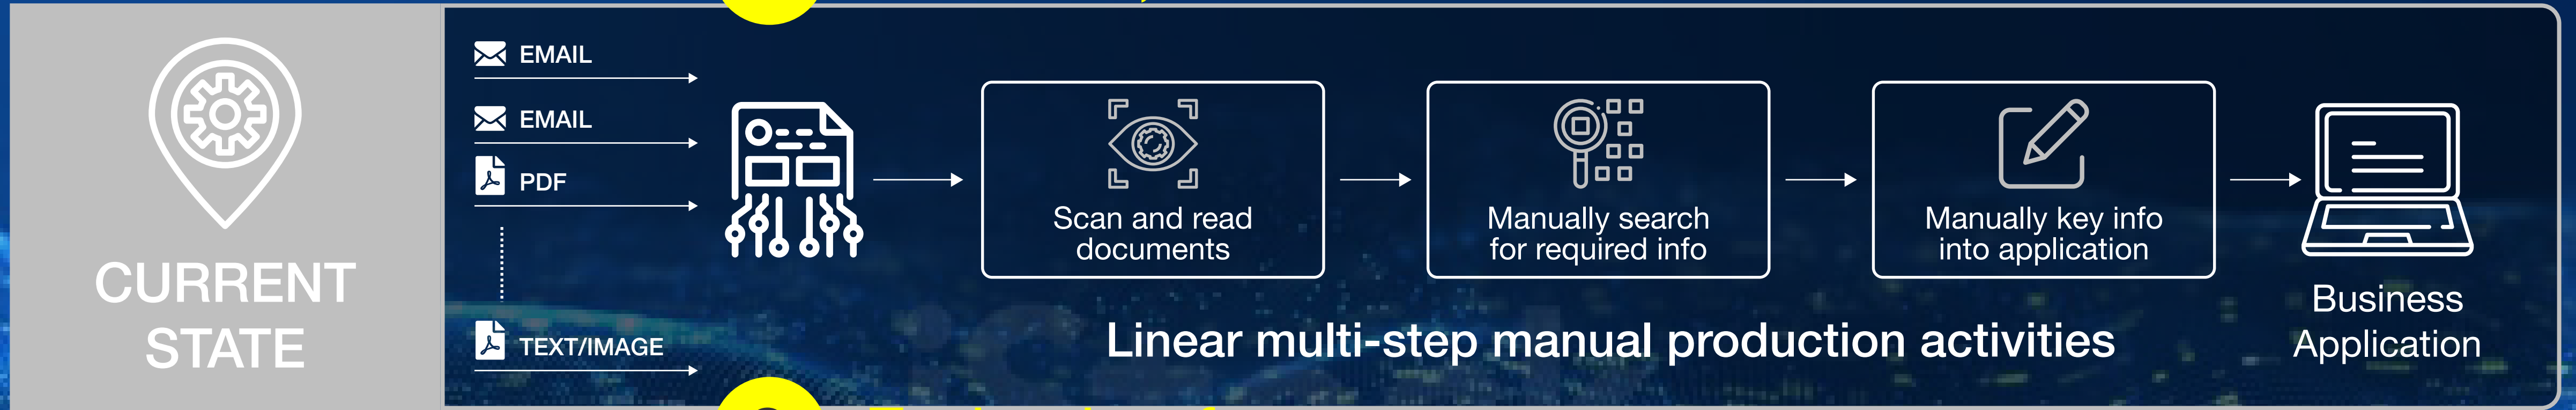 CURRENT
STATE
EMAIL
EMAIL
PDF
TEXT/IMAGE
Scan and read
documents
Manually search
for required info
Manually key info
into application
Business
Application
Linear multi-step manual production activities